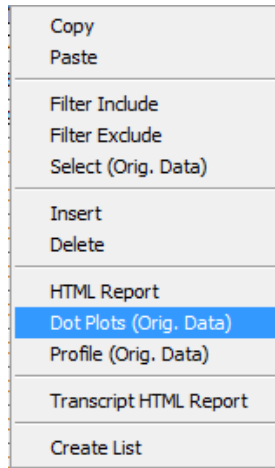 Copy
Paste
Filter Include
Filter Exclude
Select (Orig. Data)
Insert
Delete
HTML Report
Dot Plots (Orig. Data)
Profile (Orig. Data)
Transcript HTML Report
Create List